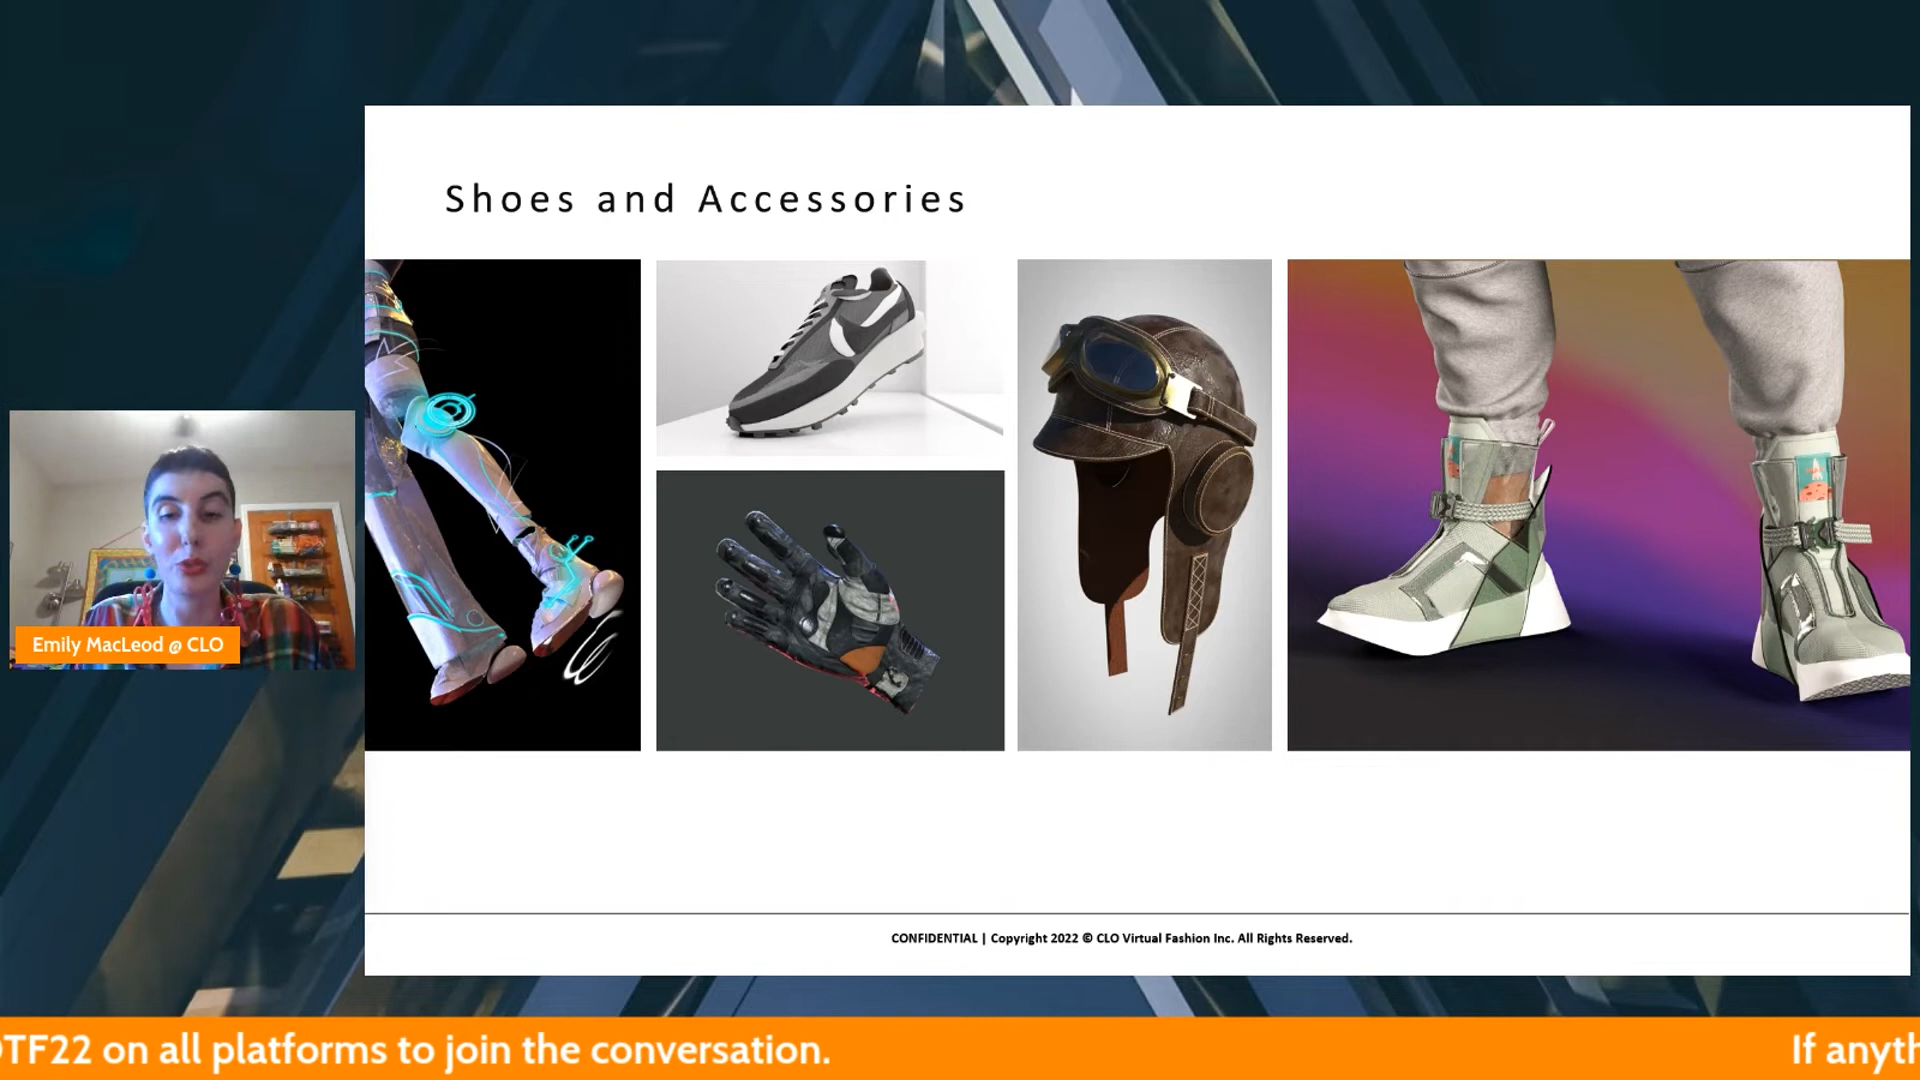 Shoes and Accessories
Emily MacLeod @ CLO
CONFIDENTIAL | Copyright 2022 © CLO Virtual Fashion Inc. All Rights Reserved.
TF22 on all platforms to join the conversation.
If